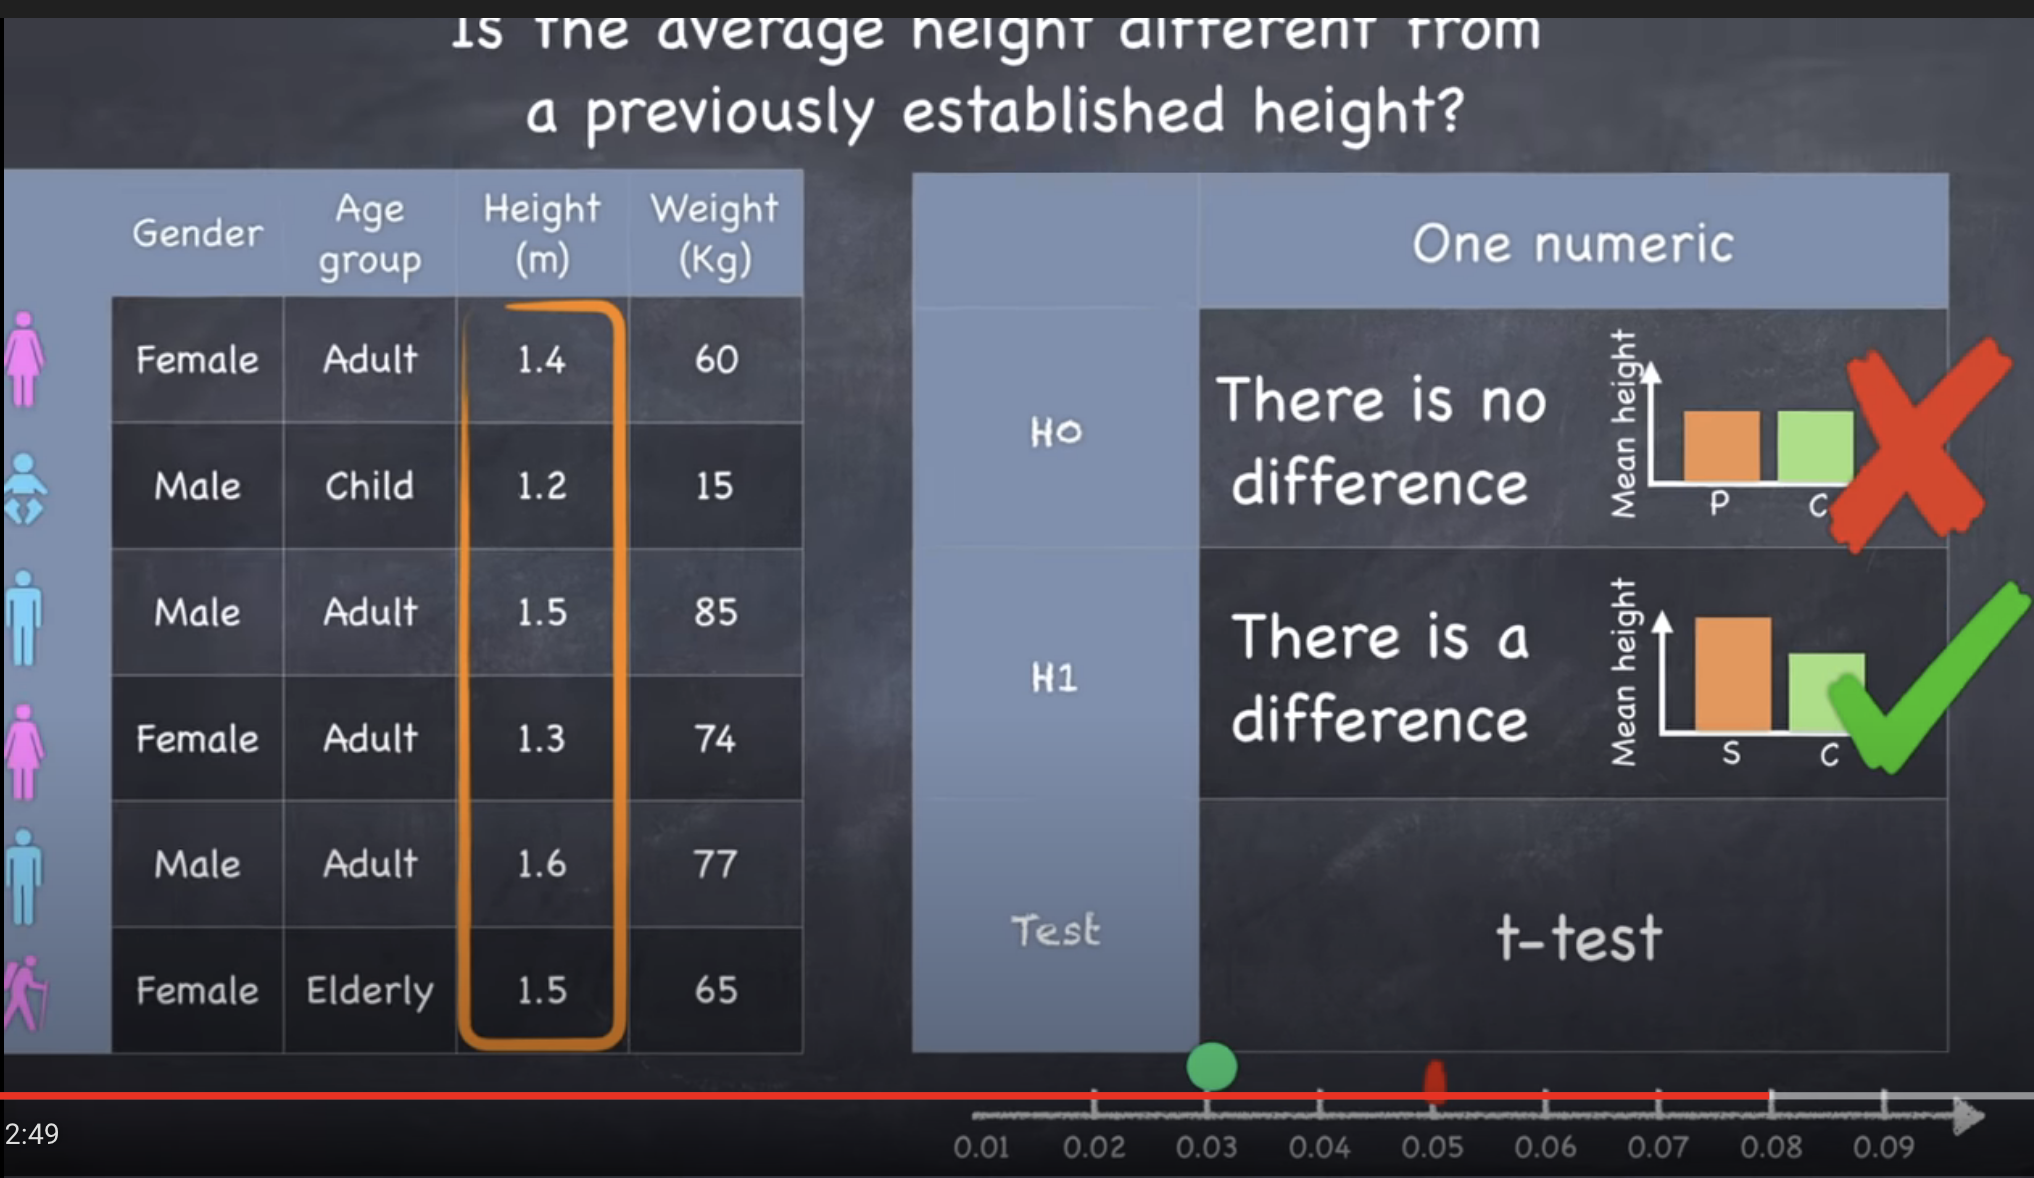 Is the average height different from
a previously established height?
Gender
Age
group
Height
(m)
Weight
(Kg)
Female
Adult
1.4
60
Male
Child
1.2
15
Male
Adult
1.5
85
Female
Adult
1.3
74
Male
Adult
1.6
77
Female
Elderly
1.5
65
One numeric
H0
There is no
difference
Mean height
P
C
H1
There is a
difference
Mean height
S
C
Test
t-test
2:49
0.01
0.02
0.03
0.04
0.05
0.06
0.07
0.08
0.09